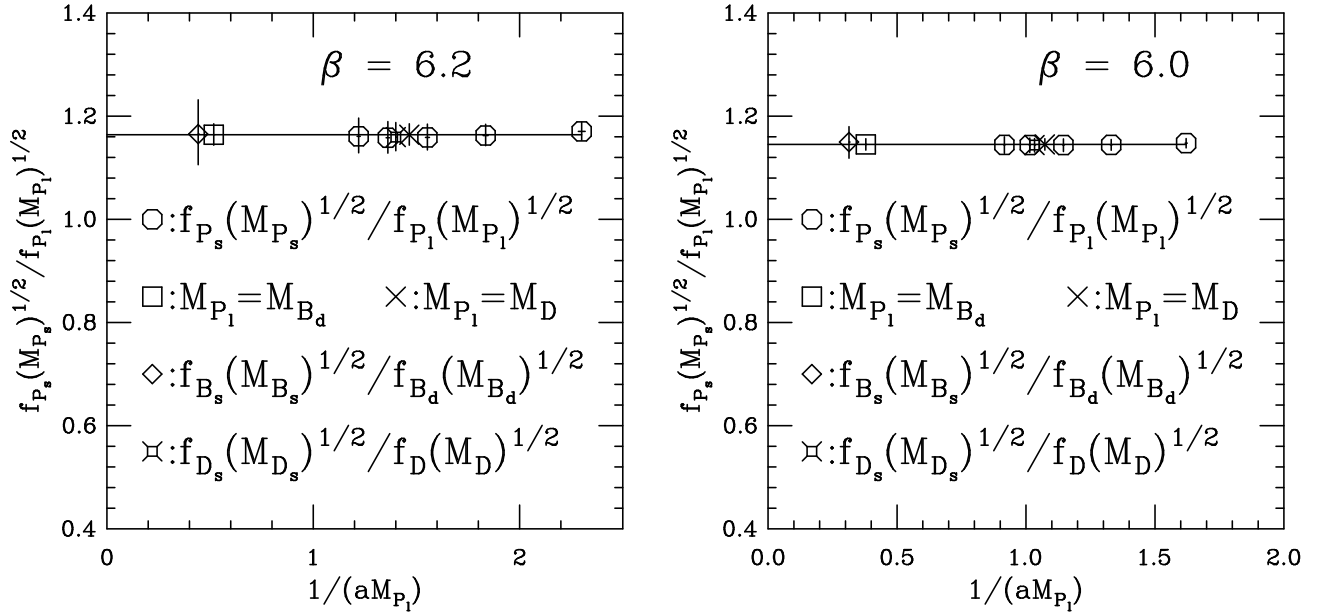 β = 6.2
1.4
1.2
1.0
0.8
0.6
0.4
f_{P_s}(M_{P_s})^{1/2}/f_{P_l}(M_{P_l})^{1/2}
:f_{P_s}(M_{P_s})^{1/2}/f_{P_l}(M_{P_l})^{1/2}
:M_{P_l}=M_{B_d} ×:M_{P_l}=M_D
:f_{B_s}(M_{B_s})^{1/2}/f_{B_d}(M_{B_d})^{1/2}
:f_{D_s}(M_{D_s})^{1/2}/f_D(M_D)^{1/2}
0 1 2
1/(aM_{P_l})
β = 6.0
1.4
1.2
1.0
0.8
0.6
0.4
f_{P_s}(M_{P_s})^{1/2}/f_{P_l}(M_{P_l})^{1/2}
:f_{P_s}(M_{P_s})^{1/2}/f_{P_l}(M_{P_l})^{1/2}
:M_{P_l}=M_{B_d} ×:M_{P_l}=M_D
:f_{B_s}(M_{B_s})^{1/2}/f_{B_d}(M_{B_d})^{1/2}
:f_{D_s}(M_{D_s})^{1/2}/f_D(M_D)^{1/2}
0.0 0.5 1.0 1.5 2.0
1/(aM_{P_l})